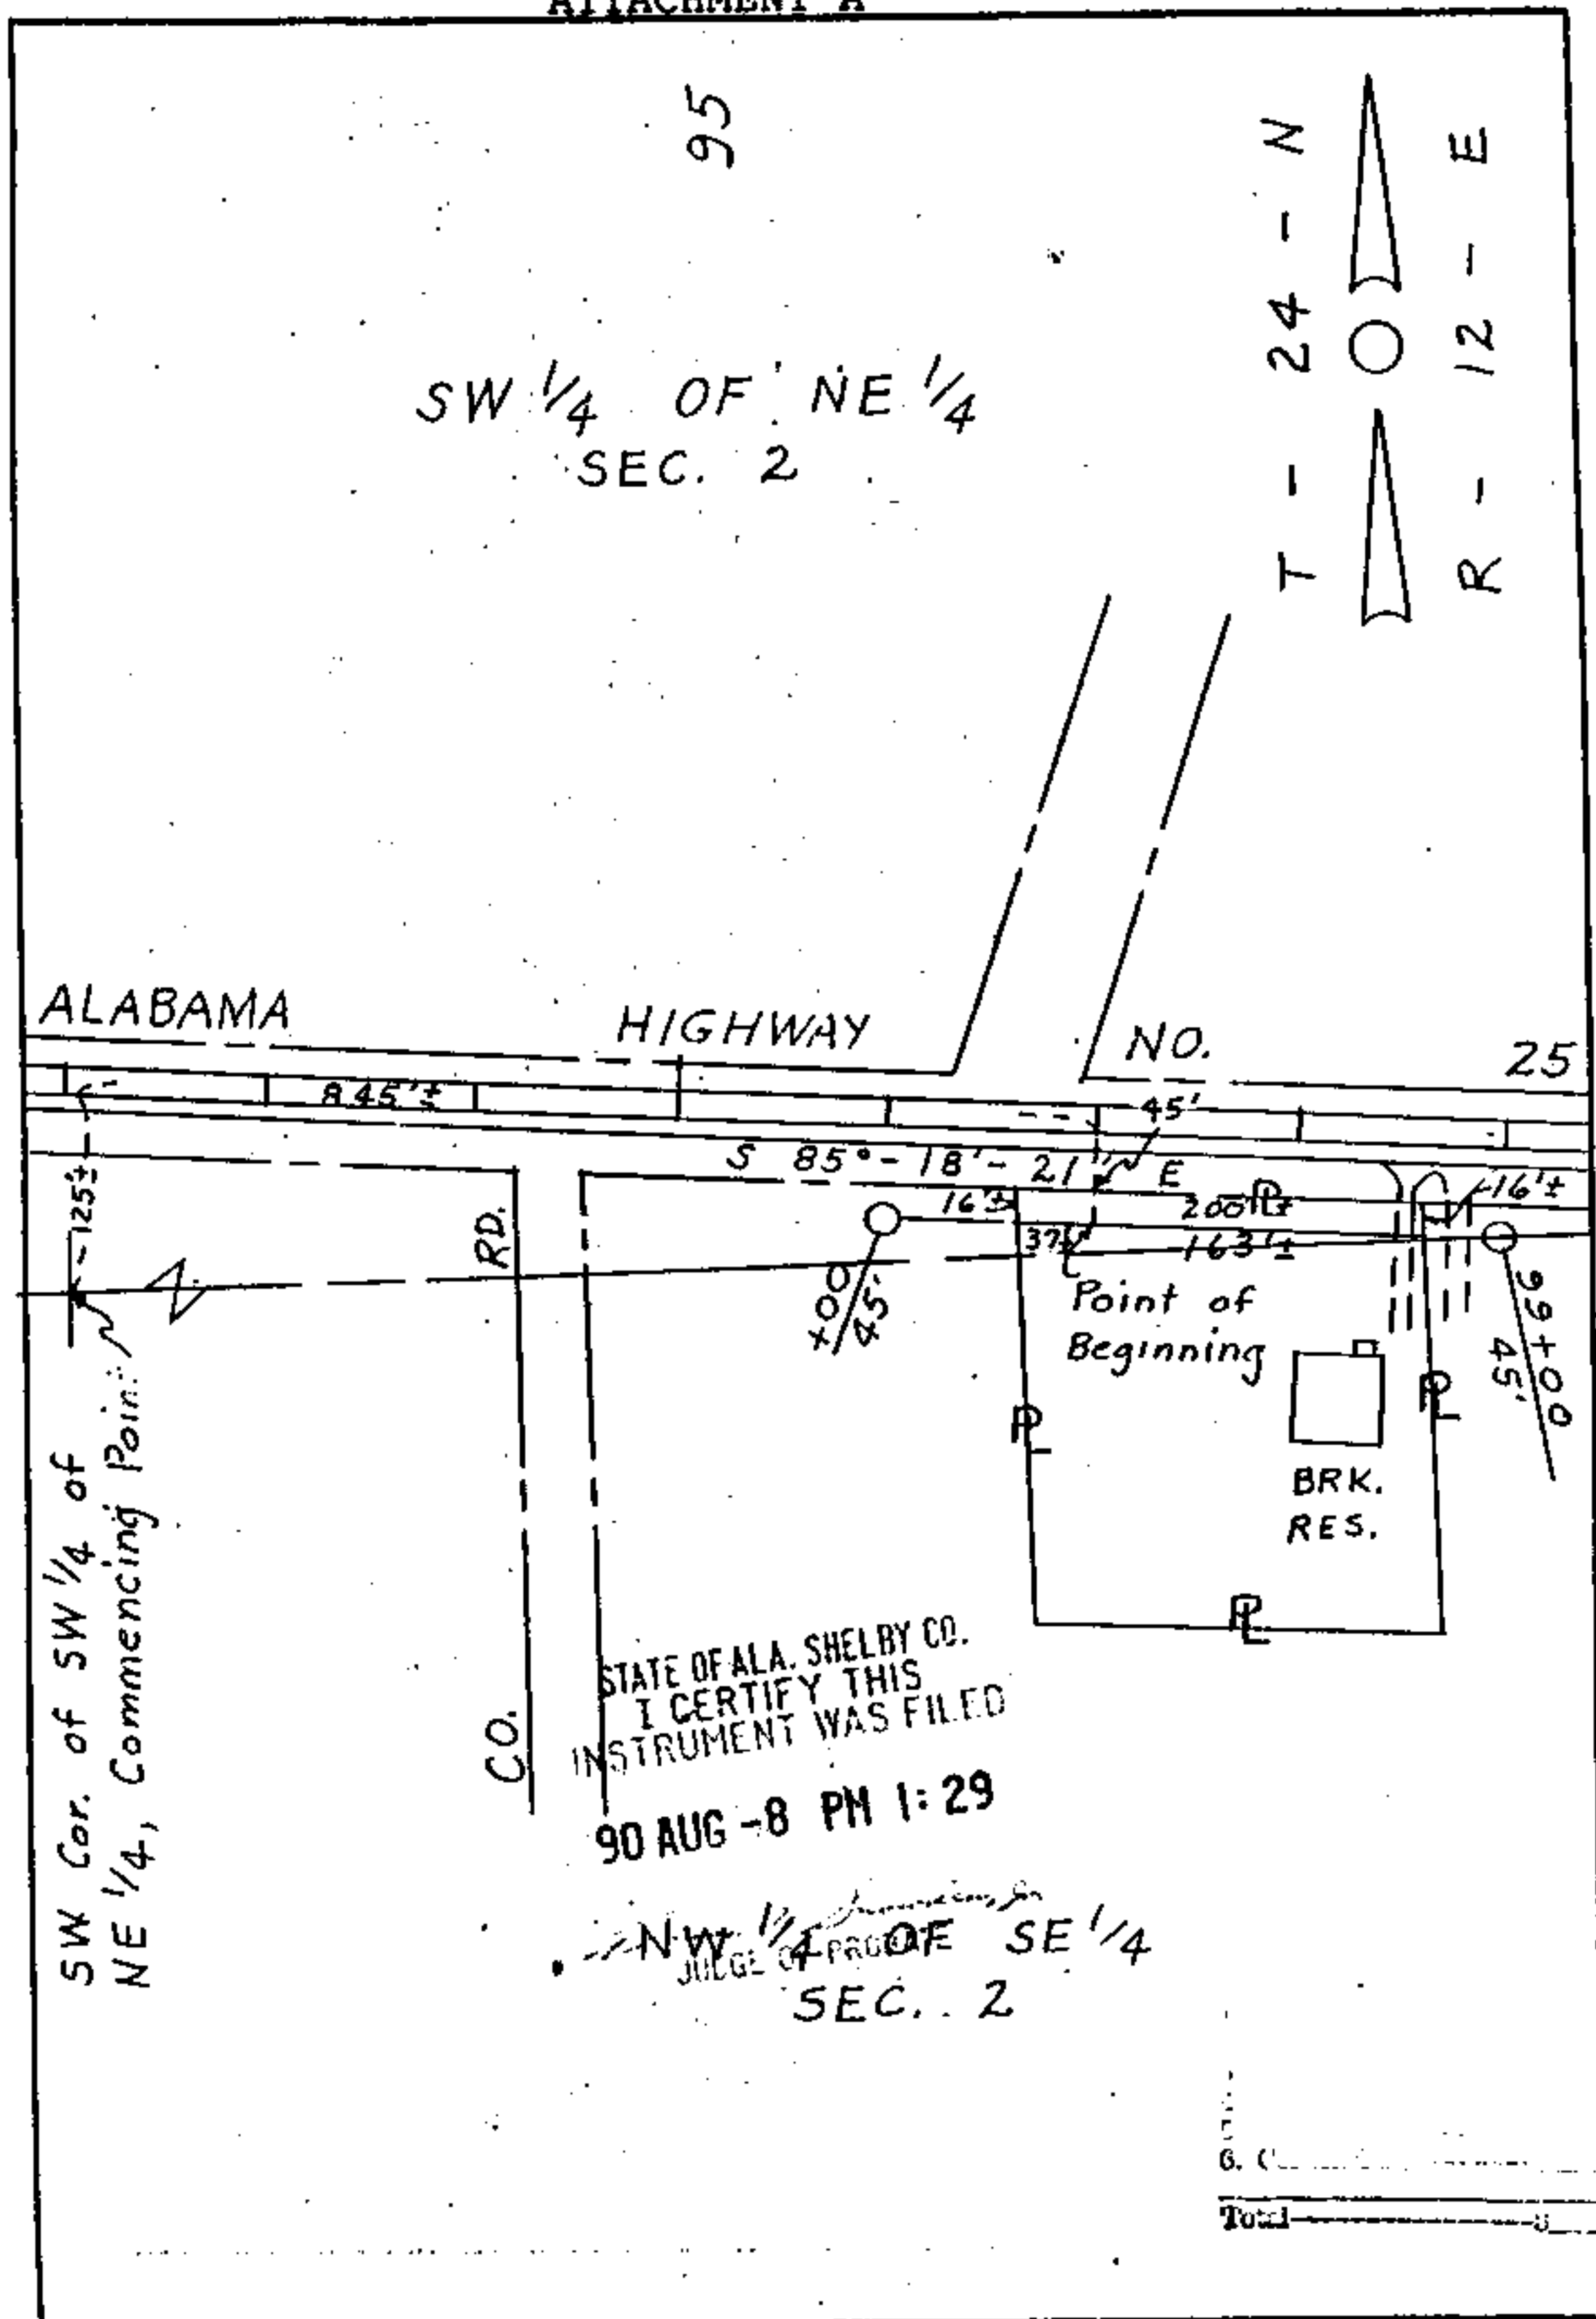 ATTACHMENT A
95
T - 24 - N
R - 12 - E
SW 1/4 OF NE 1/4
SEC. 2
ALABAMA HIGHWAY NO. 25
845'±
45'
125'±
S 85°-18'-21" E
16'±
200'±
16'±
37'
163'±
+00
45'
66+00
45'
Point of
Beginning
RD.
CO.
BRK.
RES.
PL
PL
PL
PL
SW Cor. of SW 1/4 of
NE 1/4, Commencing Point
STATE OF ALA. SHELBY CO.
I CERTIFY THIS
INSTRUMENT WAS FILED
90 AUG -8 PM 1:29
NW 1/4 OF SE 1/4
JUDGE OF PROBATE
SEC. 2
6. C
Total